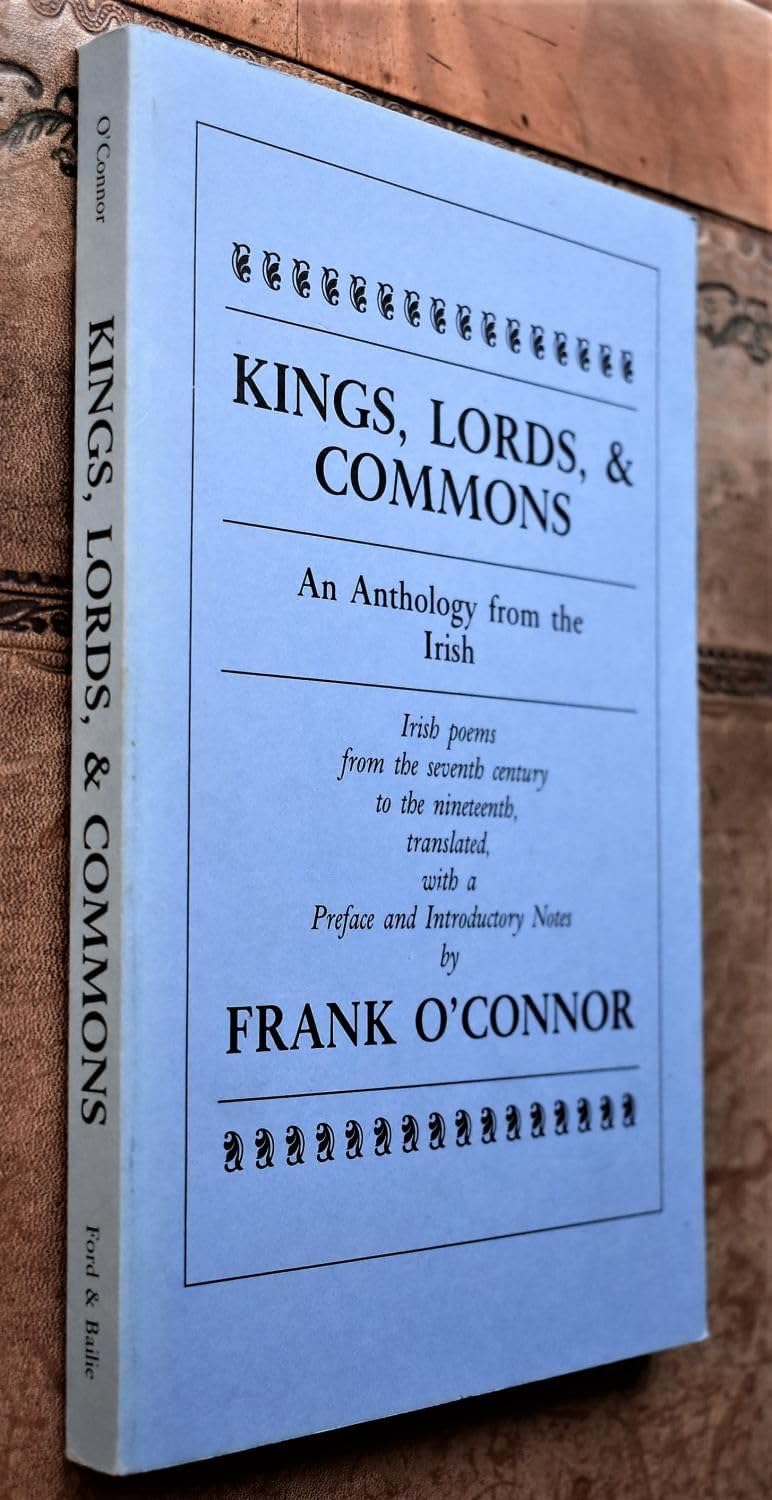 O'Connor
KINGS, LORDS, & COMMONS
Ford & Bailie
KINGS, LORDS, &
COMMONS
An Anthology from the
Irish
Irish poems
from the seventh century
to the nineteenth,
translated,
with a
Preface and Introductory Notes
by
FRANK O'CONNOR